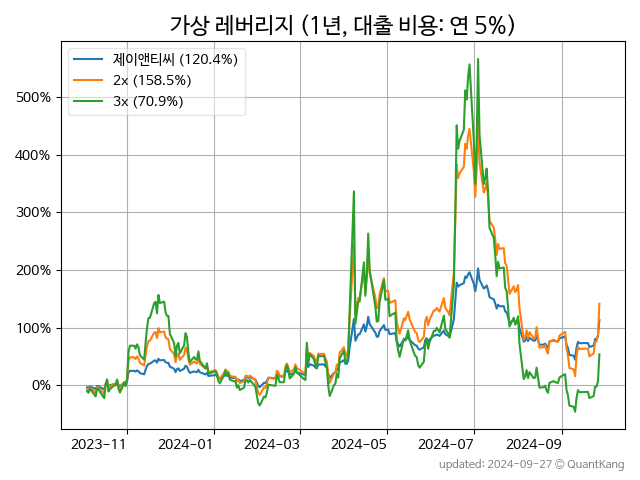 가상 레버리지 (1년, 대출 비용: 연 5%)
제이앤티씨 (120.4%)
2x (158.5%)
3x (70.9%)
500%
400%
300%
200%
100%
0%
2023-11 2024-01 2024-03 2024-05 2024-07 2024-09
updated: 2024-09-27 © QuantKang